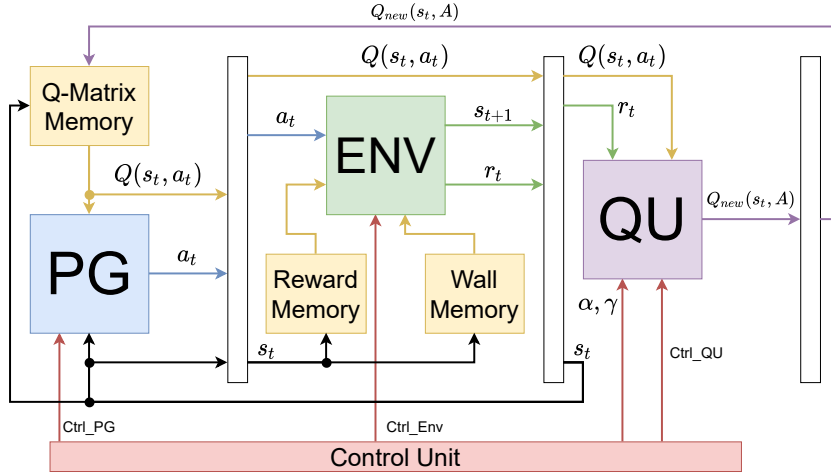 Q_{new}(s_t, A)
Q-Matrix
Memory
Q(s_t, a_t)
Q(s_t, a_t)
Q(s_t, a_t)
a_t
ENV
s_{t+1}
r_t
r_t
QU
Q_{new}(s_t, A)
PG
a_t
Reward
Memory
Wall
Memory
α, γ
s_t
s_t
Ctrl_QU
Ctrl_PG
Ctrl_Env
Control Unit